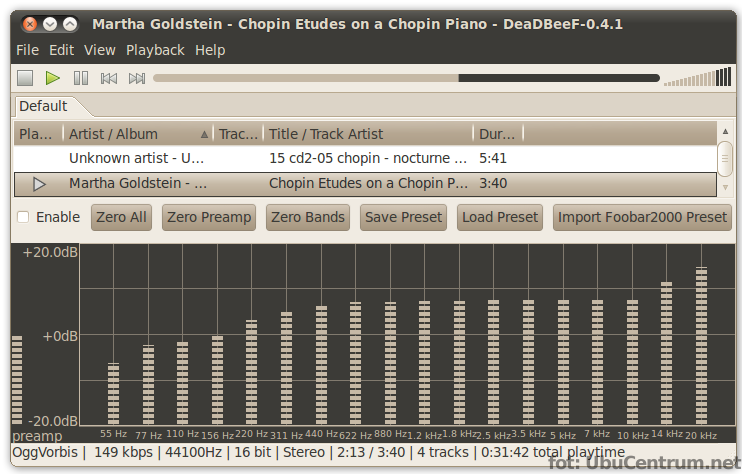 Martha Goldstein - Chopin Etudes on a Chopin Piano - DeaDBeeF-0.4.1
File Edit View Playback Help
Default
Pla... Artist / Album Trac... Title / Track Artist Dur...
Unknown artist - U... 15 cd2-05 chopin - nocturne ... 5:41
Martha Goldstein - ... Chopin Etudes on a Chopin P... 3:40
Enable Zero All Zero Preamp Zero Bands Save Preset Load Preset Import Foobar2000 Preset
+20.0dB
+0dB
-20.0dB
preamp 55 Hz 77 Hz 110 Hz 156 Hz 220 Hz 311 Hz 440 Hz 622 Hz 880 Hz 1.2 kHz 1.8 kHz 2.5 kHz 3.5 kHz 5 kHz 7 kHz 10 kHz 14 kHz 20 kHz
OggVorbis | 149 kbps | 44100Hz | 16 bit | Stereo | 2:13 / 3:40 | 4 tracks | 0:31:42 total playtime
fot: UbuCentrum.net